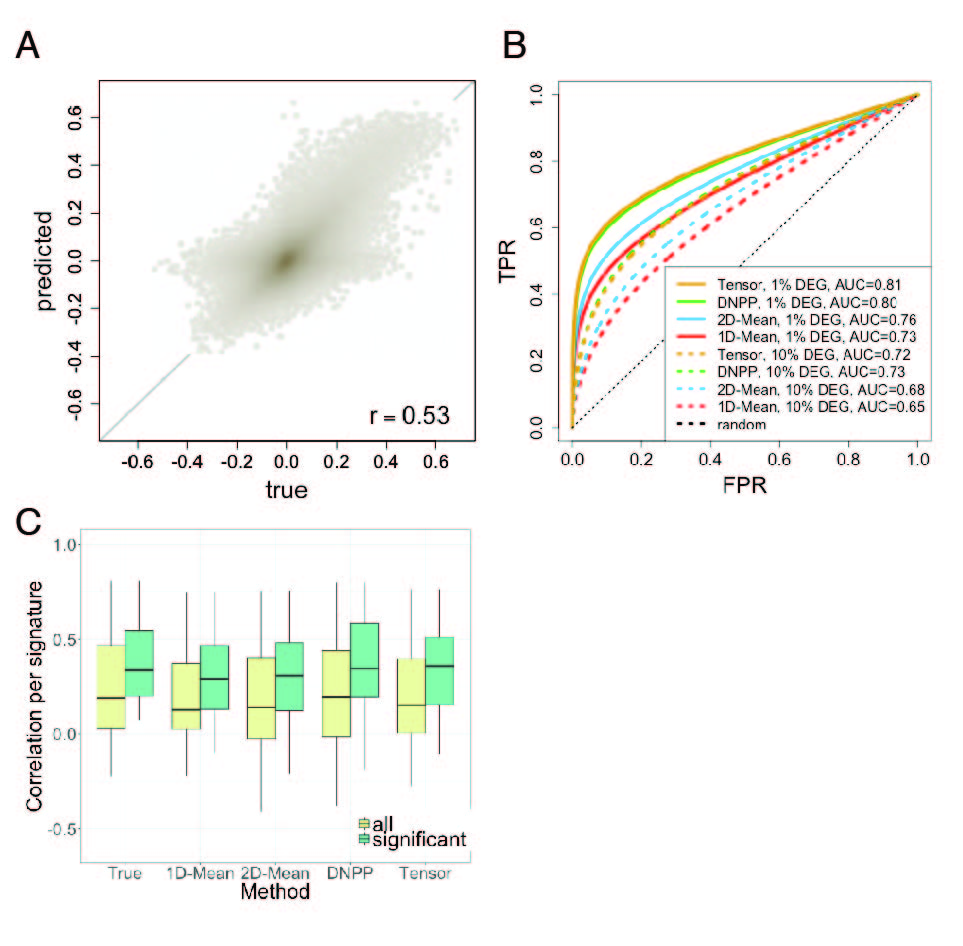 A
predicted
0.6
0.4
0.2
0.0
-0.2
-0.4
-0.6
r = 0.53
-0.6 -0.4 -0.2 0.0 0.2 0.4 0.6
true
B
TPR
1.0
0.8
0.6
0.4
0.2
0.0
Tensor, 1% DEG, AUC=0.81
DNPP, 1% DEG, AUC=0.80
2D-Mean, 1% DEG, AUC=0.76
1D-Mean, 1% DEG, AUC=0.73
Tensor, 10% DEG, AUC=0.72
DNPP, 10% DEG, AUC=0.73
2D-Mean, 10% DEG, AUC=0.68
1D-Mean, 10% DEG, AUC=0.65
random
0.0 0.2 0.4 0.6 0.8 1.0
FPR
C
Correlation per signature
1.0
0.5
0.0
-0.5
all
significant
True 1D-Mean 2D-Mean DNPP Tensor
Method